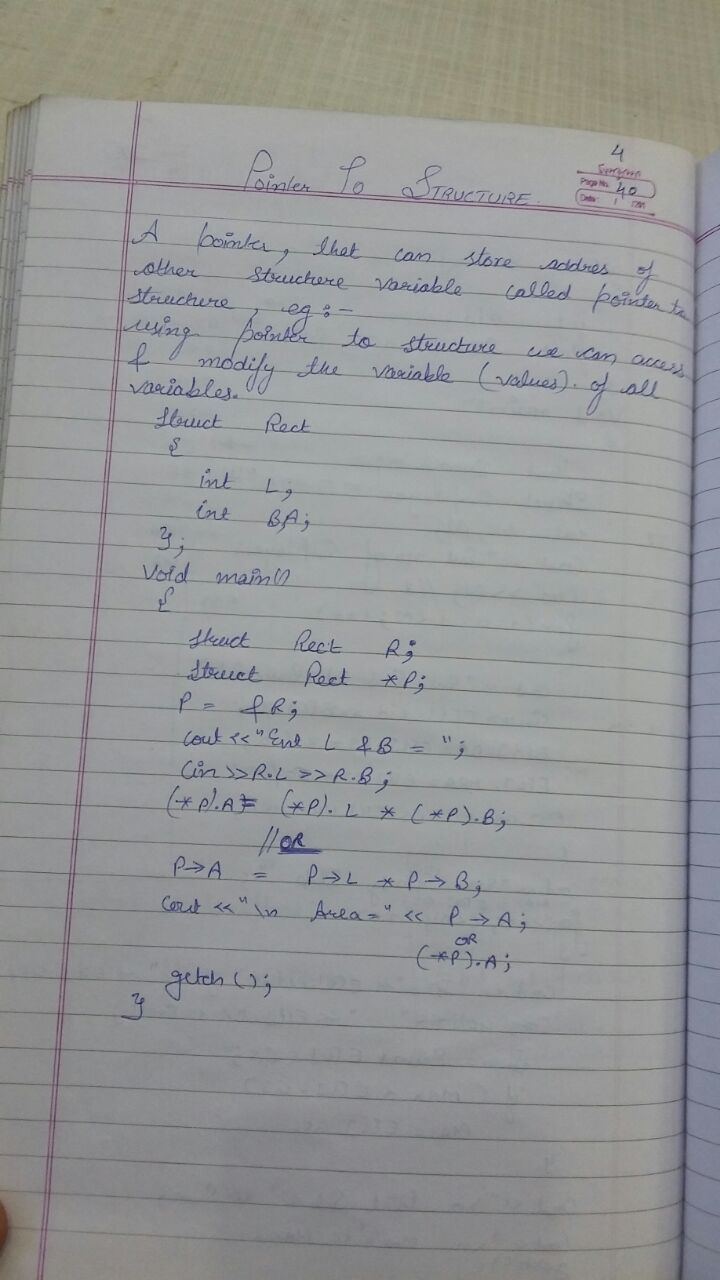 4
Page No. 40
Date: / /201
Pointer To STRUCTURE.
A pointer, that can store addres of
other structure variable called pointer to
structure, eg:-
using pointer to structure we can access
& modify the variable (values). of all
variables.
Struct Rect
{
int L;
int B,A;
};
Void main()
{
Struct Rect R;
Struct Rect *P;
P = &R;
Cout <<"Ent L &B = ";
Cin >>R.L >>R.B;
(*P).A= (*P).L * (*P).B;
//OR
P->A = P->L * P->B;
Cout <<"\n Area=" << P->A;
OR
(*P).A;
getch();
}